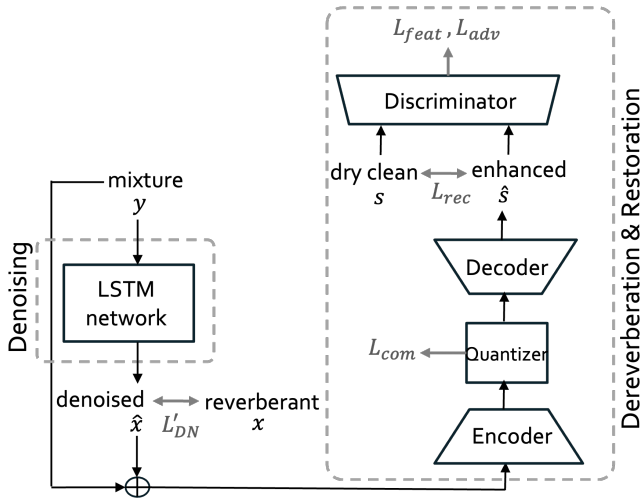 L_feat , L_adv
Discriminator
dry clean
s
enhanced
ŝ
L_rec
Decoder
Quantizer
L_com
Encoder
Dereverberation & Restoration
mixture
y
Denoising
LSTM
network
denoised
x̂
L'_DN
reverberant
x